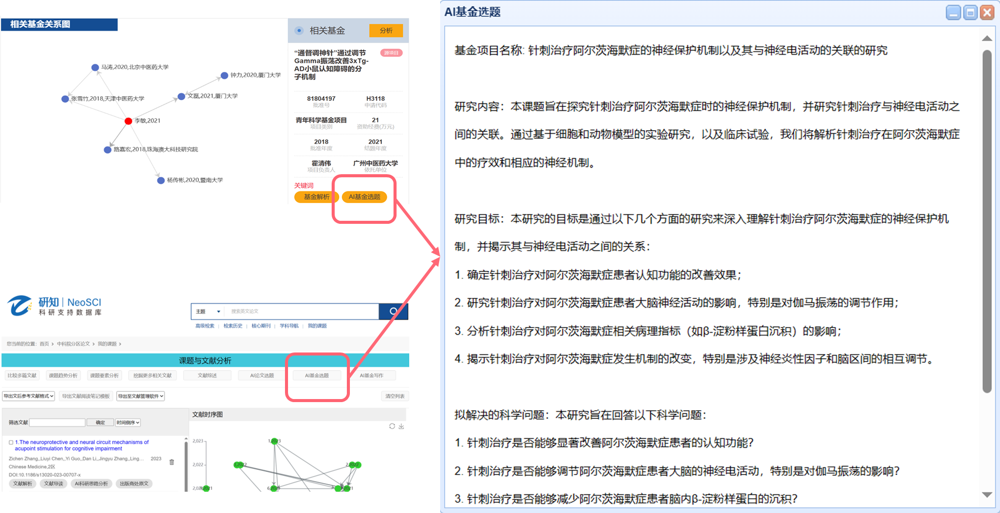 相关基金关系图
马涛,2020,北京中医药大学
钟力,2020,厦门大学
张雪竹,2018,天津中医药大学
文磊,2021,厦门大学
李敏,2021
路嘉宏,2018,珠海澳大科技研究院
杨传彬,2020,暨南大学
相关基金
分析
“通督调神针”通过调节
Gamma振荡改善3xTg-
AD小鼠认知障碍的分
子机制
源项目
81804197 H3118
批准号 申请代码
青年科学基金项目 21
项目类别 资助经费(万元)
2018 2021
批准年度 结题年度
霍清伟 广州中医药大学
项目负责人 依托单位
关键词
基金解析 AI基金选题
研知 | NeoSCI
科研支持数据库
主题 搜索英文论文
高级检索 | 检索历史 | 核心期刊 | 学科导航 | 我的课题
您当前的位置：首页 > 中科院分区论文 > 我的课题 >
课题与文献分析
比较多篇文献 课题趋势分析 课题要素分析 挖掘更多相关文献 文献综述 AI论文选题 AI基金选题 AI基金写作
导出文后参考文献格式 导出文献阅读笔记模板 导出至文献管理软件 清空列表
筛选文献 确定 时间倒序
1.The neuroprotective and neural circuit mechanisms of
acupoint stimulation for cognitive impairment
Zichen Zhang,,Liuyi Chen,,Yi Guo,,Dan Li,,Jingyu Zhang,,Ling... 2023
Chinese Medicine,2区
DOI:10.1186/s13020-023-00707-x
文献解析 文献导读 AI科研思路分析 出版商处原文
文献时序图
2,023
1,2023
2,022
3,2022
2,2022
6,2021
AI基金选题
基金项目名称: 针刺治疗阿尔茨海默症的神经保护机制以及其与神经电活动的关联的研究
研究内容：本课题旨在探究针刺治疗阿尔茨海默症时的神经保护机制，并研究针刺治疗与神经电活动之
间的关联。通过基于细胞和动物模型的实验研究，以及临床试验，我们将解析针刺治疗在阿尔茨海默症
中的疗效和相应的神经机制。
研究目标：本研究的目标是通过以下几个方面的研究来深入理解针刺治疗阿尔茨海默症的神经保护机
制，并揭示其与神经电活动之间的关系：
1. 确定针刺治疗对阿尔茨海默症患者认知功能的改善效果；
2. 研究针刺治疗对阿尔茨海默症患者大脑神经活动的影响，特别是对伽马振荡的调节作用；
3. 分析针刺治疗对阿尔茨海默症相关病理指标（如β-淀粉样蛋白沉积）的影响；
4. 揭示针刺治疗对阿尔茨海默症发生机制的改变，特别是涉及神经炎性因子和脑区间的相互调节。
拟解决的科学问题：本研究旨在回答以下科学问题：
1. 针刺治疗是否能够显著改善阿尔茨海默症患者的认知功能？
2. 针刺治疗是否能够调节阿尔茨海默症患者大脑的神经电活动，特别是对伽马振荡的影响？
3. 针刺治疗是否能够减少阿尔茨海默症患者脑内β-淀粉样蛋白的沉积？